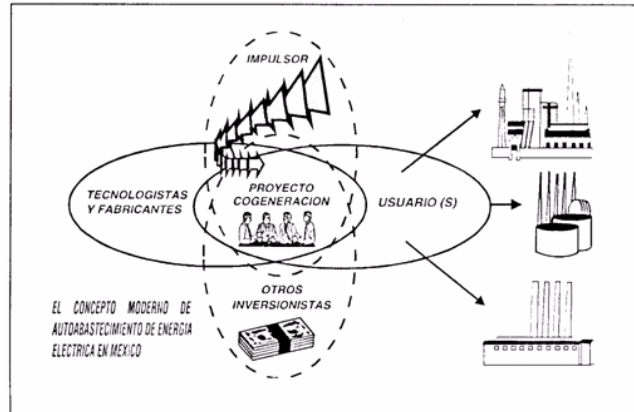 IMPULSOR
TECNOLOGISTAS
Y FABRICANTES
PROYECTO
COGENERACION
USUARIO (S)
OTROS
INVERSIONISTAS
EL CONCEPTO MODERNO DE
AUTOABASTECIMIENTO DE ENERGIA
ELECTRICA EN MEXICO